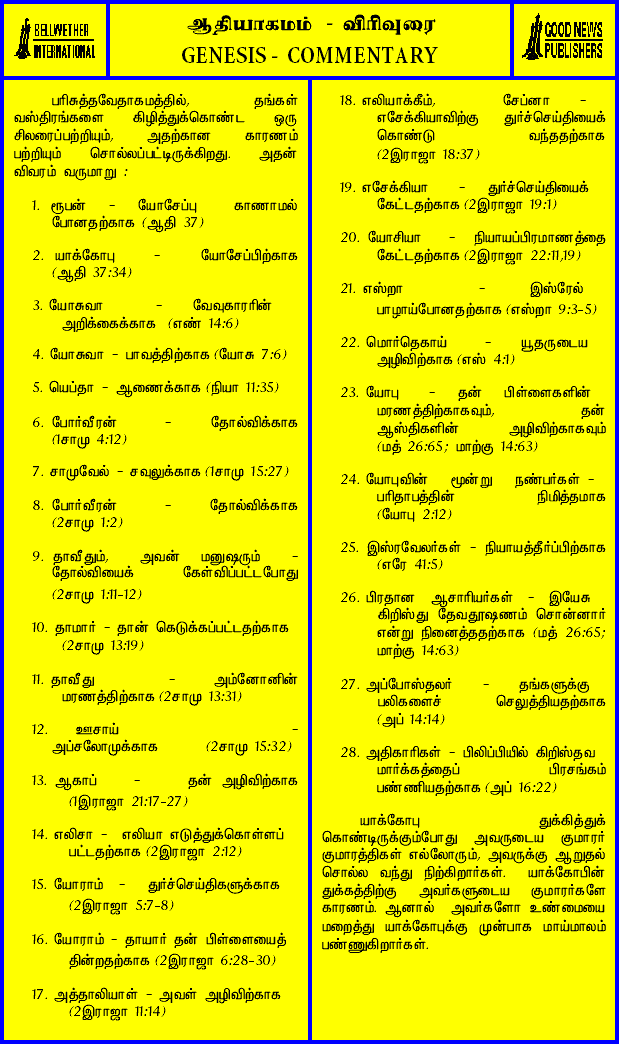 BELLWETHER
INTERNATIONAL
ஆதியாகமம் - விரிவுரை
GENESIS - COMMENTARY
GOOD NEWS
PUBLISHERS
பரிசுத்தவேதாகமத்தில், தங்கள்
வஸ்திரங்களை கிழித்துக்கொண்ட ஒரு
சிலரைப்பற்றியும், அதற்கான காரணம்
பற்றியும் சொல்லப்பட்டிருக்கிறது. அதன்
விவரம் வருமாறு :
1. ரூபன் - யோசேப்பு காணாமல்
போனதற்காக (ஆதி 37)
2. யாக்கோபு - யோசேப்பிற்காக
(ஆதி 37:34)
3. யோசுவா - வேவுகாரரின்
அறிக்கைக்காக (எண் 14:6)
4. யோசுவா - பாவத்திற்காக (யோசு 7:6)
5. யெப்தா - ஆணைக்காக (நியா 11:35)
6. போர்வீரன் - தோல்விக்காக
(1சாமு 4:12)
7. சாமுவேல் - சவுலுக்காக (1சாமு 15:27)
8. போர்வீரன் - தோல்விக்காக
(2சாமு 1:2)
9. தாவீதும், அவன் மனுஷரும் -
தோல்வியைக் கேள்விப்பட்டபோது
(2சாமு 1:11-12)
10. தாமார் - தான் கெடுக்கப்பட்டதற்காக
(2சாமு 13:19)
11. தாவீது - அம்னோனின்
மரணத்திற்காக (2சாமு 13:31)
12. ஊசாய் -
அப்சலோமுக்காக (2சாமு 15:32)
13. ஆகாப் - தன் அழிவிற்காக
(1இராஜா 21:17-27)
14. எலிசா - எலியா எடுத்துக்கொள்ளப்
பட்டதற்காக (2இராஜா 2:12)
15. யோராம் - துர்ச்செய்திகளுக்காக
(2இராஜா 5:7-8)
16. யோராம் - தாயார் தன் பிள்ளையைத்
தின்றதற்காக (2இராஜா 6:28-30)
17. அத்தாலியாள் - அவள் அழிவிற்காக
(2இராஜா 11:14)
18. எலியாக்கீம், சேப்னா -
எசேக்கியாவிற்கு துர்ச்செய்தியைக்
கொண்டு வந்ததற்காக
(2இராஜா 18:37)
19. எசேக்கியா - துர்ச்செய்தியைக்
கேட்டதற்காக (2இராஜா 19:1)
20. யோசியா - நியாயப்பிரமாணத்தை
கேட்டதற்காக (2இராஜா 22:11,19)
21. எஸ்றா - இஸ்ரேல்
பாழாய்போனதற்காக (எஸ்றா 9:3-5)
22. மொர்தெகாய் - யூதருடைய
அழிவிற்காக (எஸ் 4:1)
23. யோபு - தன் பிள்ளைகளின்
மரணத்திற்காகவும், தன்
ஆஸ்திகளின் அழிவிற்காகவும்
(மத் 26:65; மாற்கு 14:63)
24. யோபுவின் மூன்று நண்பர்கள் -
பரிதாபத்தின் நிமித்தமாக
(யோபு 2:12)
25. இஸ்ரவேலர்கள் - நியாயத்தீர்ப்பிற்காக
(எரே 41:5)
26. பிரதான ஆசாரியர்கள் - இயேசு
கிறிஸ்து தேவதூஷணம் சொன்னார்
என்று நினைத்ததற்காக (மத் 26:65;
மாற்கு 14:63)
27. அப்போஸ்தலர் - தங்களுக்கு
பலிகளைச் செலுத்தியதற்காக
(அப் 14:14)
28. அதிகாரிகள் - பிலிப்பியில் கிறிஸ்தவ
மார்க்கத்தைப் பிரசங்கம்
பண்ணியதற்காக (அப் 16:22)
யாக்கோபு துக்கித்துக்
கொண்டிருக்கும்போது அவருடைய குமாரர்
குமாரத்திகள் எல்லோரும், அவருக்கு ஆறுதல்
சொல்ல வந்து நிற்கிறார்கள். யாக்கோபின்
துக்கத்திற்கு அவர்களுடைய குமாரர்களே
காரணம். ஆனால் அவர்களோ உண்மையை
மறைத்து யாக்கோபுக்கு முன்பாக மாய்மாலம்
பண்ணுகிறார்கள்.